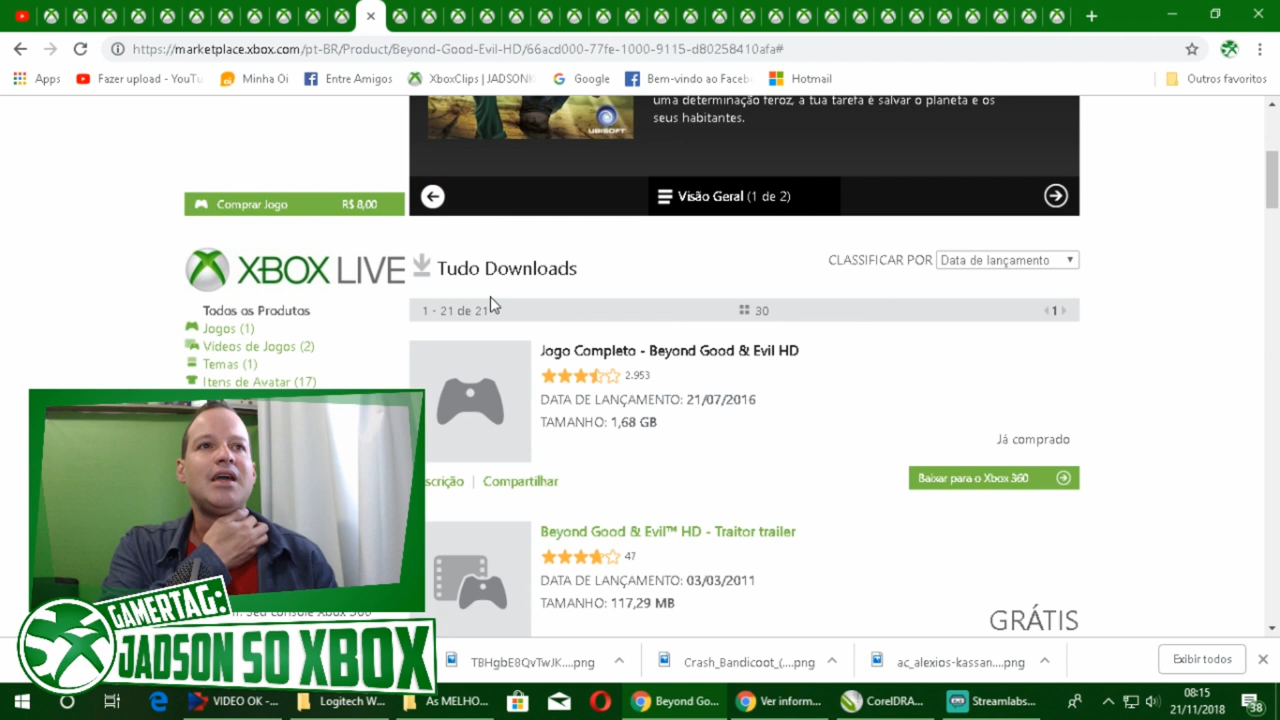 https://marketplace.xbox.com/pt-BR/Product/Beyond-Good-Evil-HD/66acd000-77fe-1000-9115-d80258410afa#
Apps
Fazer upload - YouTu
Minha Oi
Entre Amigos
XboxClips | JADSONK
Google
Bem-vindo ao Faceb
Hotmail
Outros favoritos
uma determinação feroz, a tua tarefa é salvar o planeta e os
seus habitantes.
UBISOFT
Comprar Jogo R$ 8,00
Visão Geral (1 de 2)
XBOX LIVE
Tudo Downloads
CLASSIFICAR POR Data de lançamento
Todos os Produtos
Jogos (1)
Vídeos de Jogos (2)
Temas (1)
Itens de Avatar (17)
1 - 21 de 21
30
1
Jogo Completo - Beyond Good & Evil HD
2.953
DATA DE LANÇAMENTO: 21/07/2016
TAMANHO: 1,68 GB
Já comprado
Baixar para o Xbox 360
scrição | Compartilhar
Beyond Good & Evil™ HD - Traitor trailer
47
DATA DE LANÇAMENTO: 03/03/2011
TAMANHO: 117,29 MB
GRÁTIS
seu console Xbox 360
GAMERTAG:
JADSON SO XBOX
TBHgbE8QvTwJK....png
Crash_Bandicoot_(....png
ac_alexios-kassan....png
Exibir todos
VIDEO OK -...
Logitech W...
As MELHO...
Beyond Go...
Ver inform...
CorelDRA...
Streamlabs...
08:15
21/11/2018
38